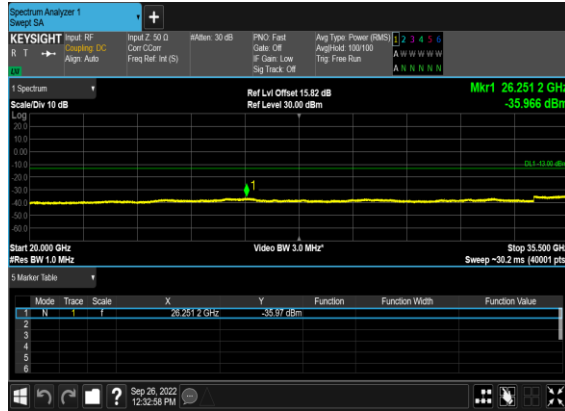 Spectrum Analyzer 1
Swept SA
+
KEYSIGHT Input: RF Input Z: 50 Ω #Atten: 30 dB PNO: Fast Avg Type: Power (RMS) 1 2 3 4 5 6
R T Coupling: DC Corr CCorr Gate: Off Avg|Hold: 100/100 A W W W W W
Align: Auto Freq Ref: Int (S) IF Gain: Low Trig: Free Run
Sig Track: Off A N N N N N
1 Spectrum
Ref Lvl Offset 15.82 dB Mkr1 26.251 2 GHz
Scale/Div 10 dB Ref Level 30.00 dBm -35.966 dBm
Log
20.0
10.0
0.00
-10.0 DL1 -13.00 dBm
-20.0
-30.0 1
-40.0
-50.0
-60.0
Start 20.000 GHz Video BW 3.0 MHz* Stop 35.500 GHz
#Res BW 1.0 MHz Sweep ~30.2 ms (40001 pts)
5 Marker Table
Mode Trace Scale X Y Function Function Width Function Value
1 N 1 f 26.251 2 GHz -35.97 dBm
2
3
4
5
6
? Sep 26, 2022
12:32:58 PM